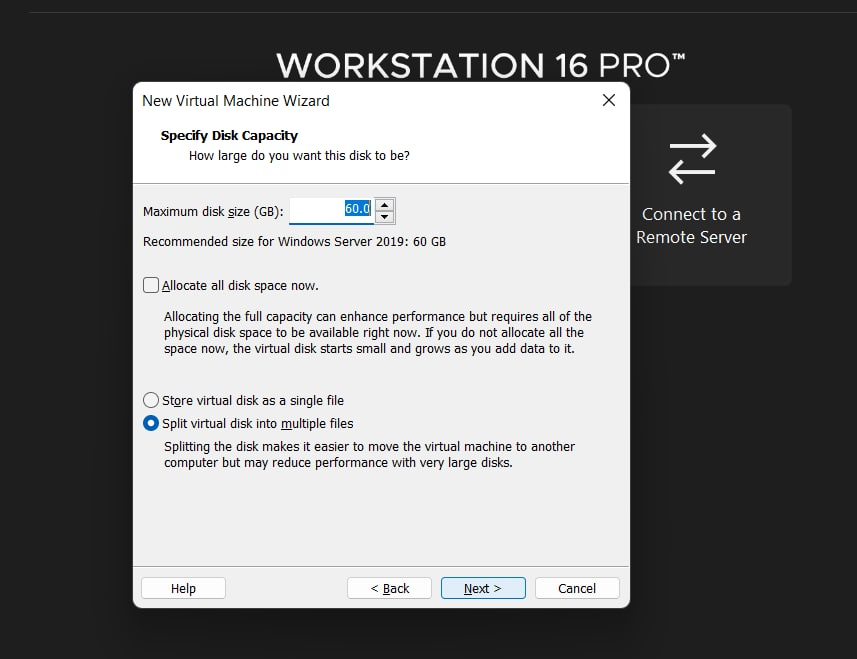 WORKSTATION 16 PRO™
New Virtual Machine Wizard
Specify Disk Capacity
How large do you want this disk to be?
Maximum disk size (GB): 60.0
Recommended size for Windows Server 2019: 60 GB
Allocate all disk space now.
Allocating the full capacity can enhance performance but requires all of the
physical disk space to be available right now. If you do not allocate all the
space now, the virtual disk starts small and grows as you add data to it.
Store virtual disk as a single file
Split virtual disk into multiple files
Splitting the disk makes it easier to move the virtual machine to another
computer but may reduce performance with very large disks.
Help < Back Next > Cancel
Connect to a
Remote Server